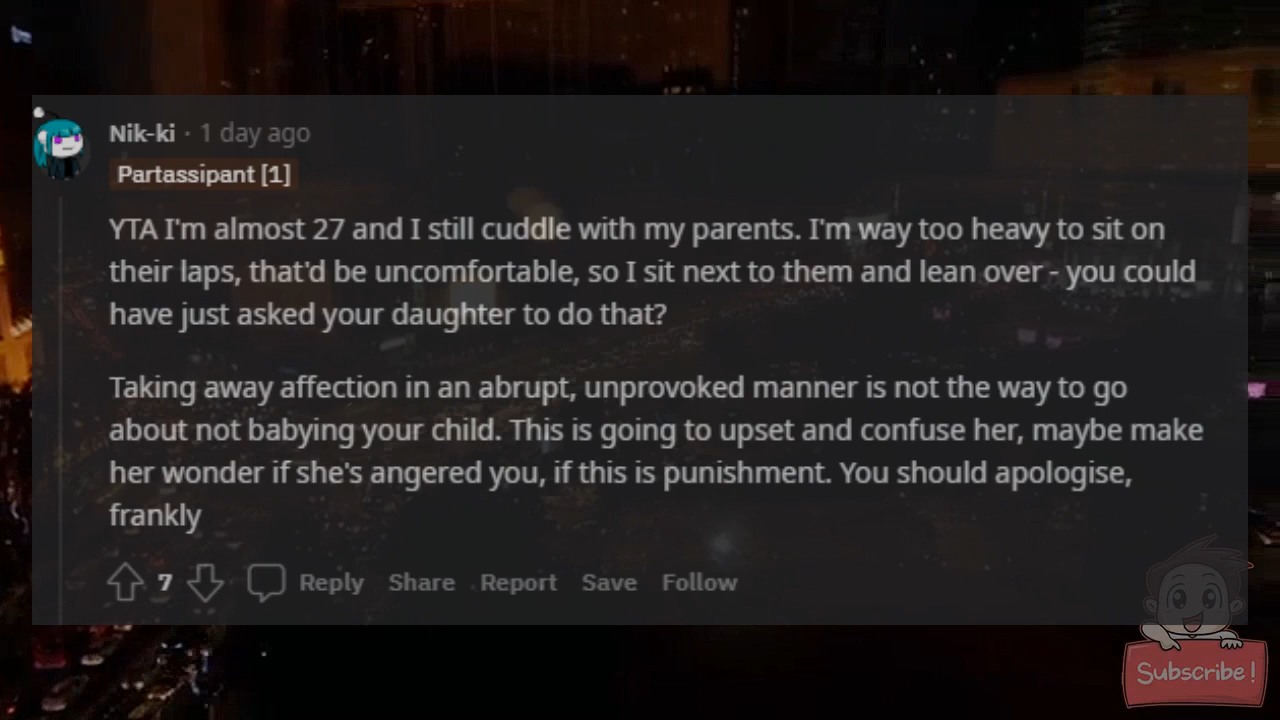 Nik-ki · 1 day ago
Partassipant [1]
YTA I'm almost 27 and I still cuddle with my parents. I'm way too heavy to sit on
their laps, that'd be uncomfortable, so I sit next to them and lean over - you could
have just asked your daughter to do that?
Taking away affection in an abrupt, unprovoked manner is not the way to go
about not babying your child. This is going to upset and confuse her, maybe make
her wonder if she's angered you, if this is punishment. You should apologise,
frankly
7 Reply Share Report Save Follow
Subscribe!